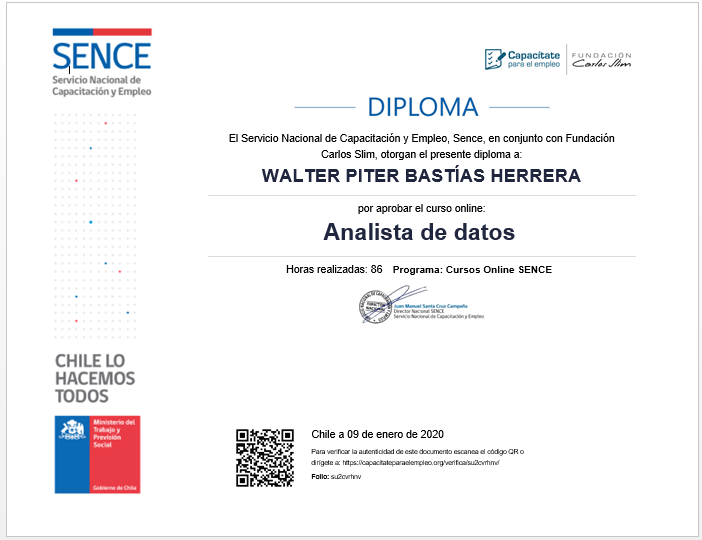 SENCE
Servicio Nacional de
Capacitación y Empleo
Capacítate
para el empleo
FUNDACIÓN
Carlos Slim
DIPLOMA
El Servicio Nacional de Capacitación y Empleo, Sence, en conjunto con Fundación
Carlos Slim, otorgan el presente diploma a:
WALTER PITER BASTÍAS HERRERA
por aprobar el curso online:
Analista de datos
Horas realizadas: 86 Programa: Cursos Online SENCE
DIRECTOR
NACIONAL
Juan Manuel Santa Cruz Campaña
Director Nacional SENCE
Servicio Nacional de Capacitación y Empleo
CHILE LO
HACEMOS
TODOS
Ministerio del
Trabajo y
Previsión
Social
Gobierno de Chile
Chile a 09 de enero de 2020
Para verificar la autenticidad de este documento escanea el código QR o
dirígete a: https://capacitateparaelempleo.org/verifica/su2cvrhnv/
Folio: su2cvrhnv